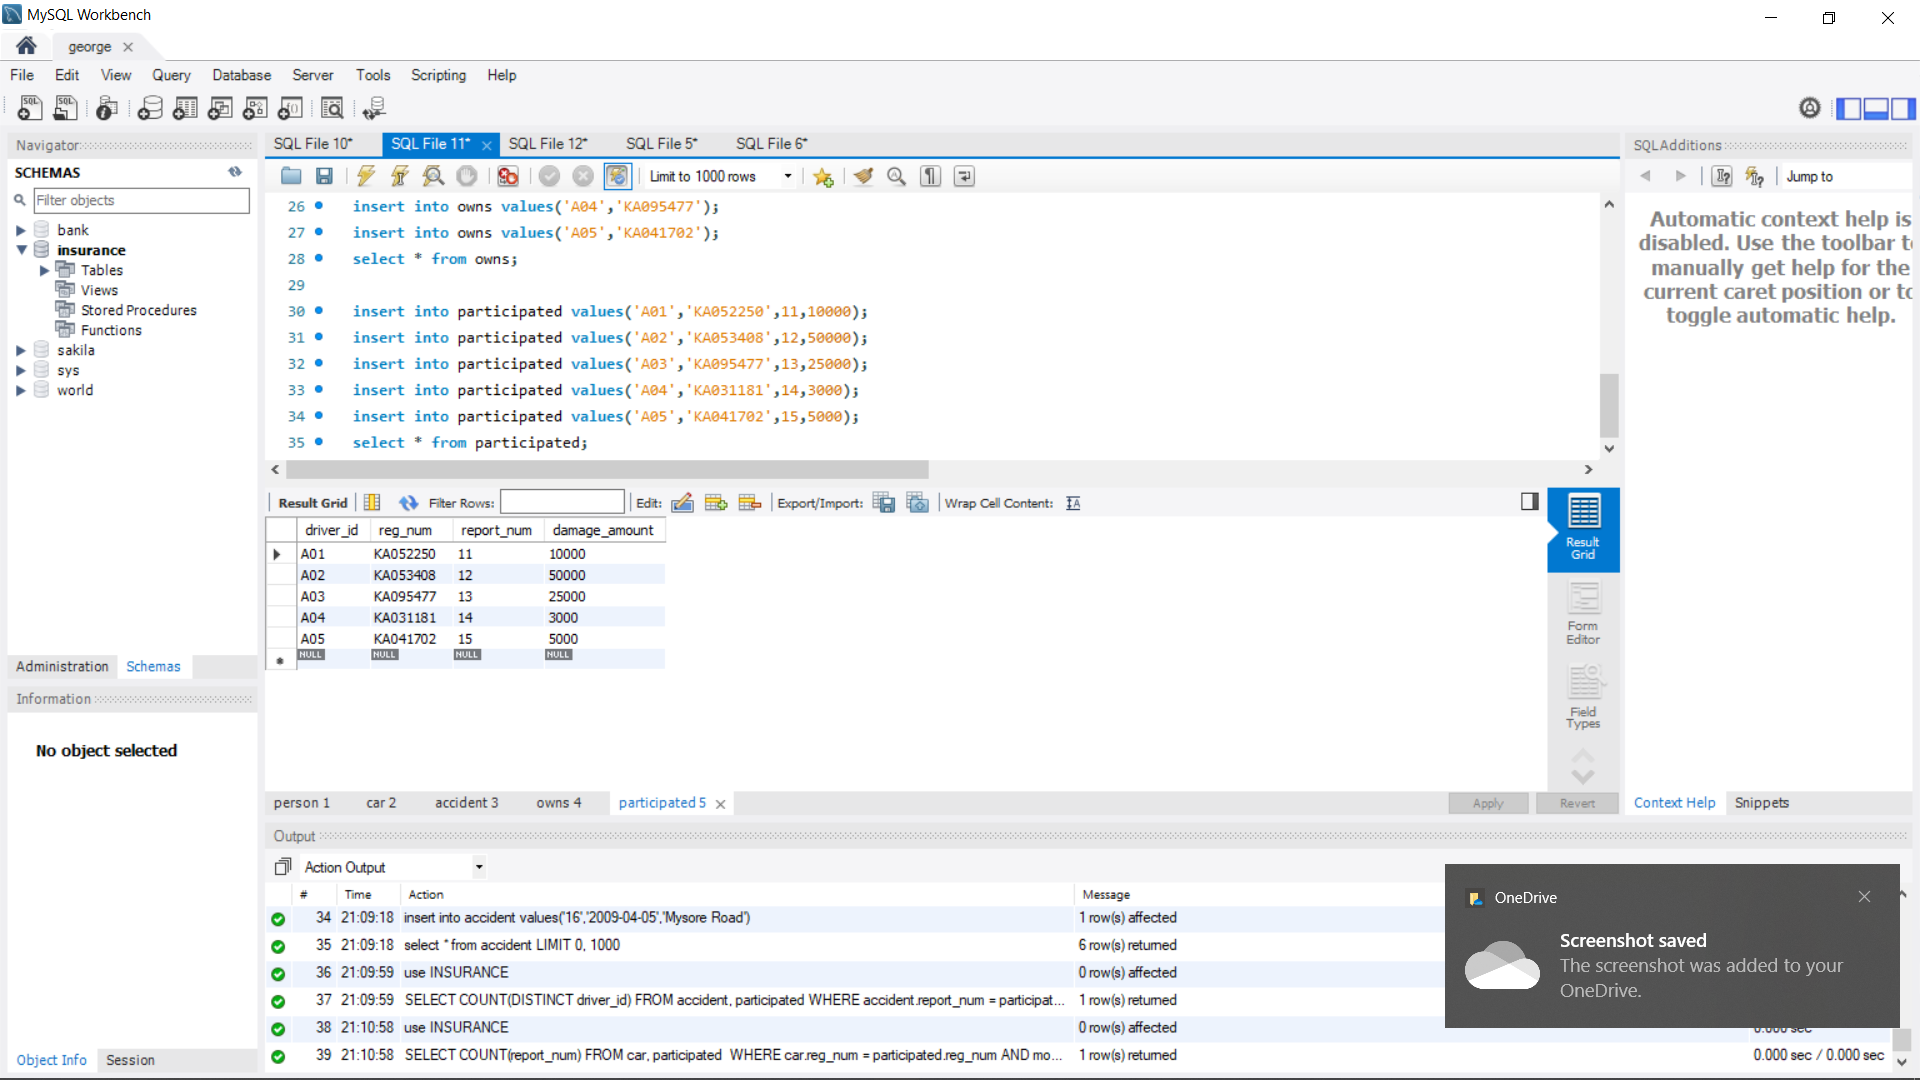 MySQL Workbench
george
File Edit View Query Database Server Tools Scripting Help
Navigator
SCHEMAS
Filter objects
bank
insurance
Tables
Views
Stored Procedures
Functions
sakila
sys
world
Administration Schemas
Information
No object selected
Object Info Session
SQL File 10* SQL File 11* SQL File 12* SQL File 5* SQL File 6*
Limit to 1000 rows
26 insert into owns values('A04','KA095477');
27 insert into owns values('A05','KA041702');
28 select * from owns;
29
30 insert into participated values('A01','KA052250',11,10000);
31 insert into participated values('A02','KA053408',12,50000);
32 insert into participated values('A03','KA095477',13,25000);
33 insert into participated values('A04','KA031181',14,3000);
34 insert into participated values('A05','KA041702',15,5000);
35 select * from participated;
Result Grid Filter Rows: Edit: Export/Import: Wrap Cell Content:
driver_id reg_num report_num damage_amount
A01 KA052250 11 10000
A02 KA053408 12 50000
A03 KA095477 13 25000
A04 KA031181 14 3000
A05 KA041702 15 5000
NULL NULL NULL NULL
Result Grid
Form Editor
Field Types
person 1 car 2 accident 3 owns 4 participated 5
Apply Revert
SQLAdditions
Jump to
Automatic context help is
disabled. Use the toolbar t
manually get help for the
current caret position or to
toggle automatic help.
Context Help Snippets
Output
Action Output
# Time Action Message
34 21:09:18 insert into accident values('16','2009-04-05','Mysore Road') 1 row(s) affected
35 21:09:18 select * from accident LIMIT 0, 1000 6 row(s) returned
36 21:09:59 use INSURANCE 0 row(s) affected
37 21:09:59 SELECT COUNT(DISTINCT driver_id) FROM accident, participated WHERE accident.report_num = participat... 1 row(s) returned
38 21:10:58 use INSURANCE 0 row(s) affected 0.000 sec
39 21:10:58 SELECT COUNT(report_num) FROM car, participated WHERE car.reg_num = participated.reg_num AND mo... 1 row(s) returned 0.000 sec / 0.000 sec
OneDrive
Screenshot saved
The screenshot was added to your
OneDrive.